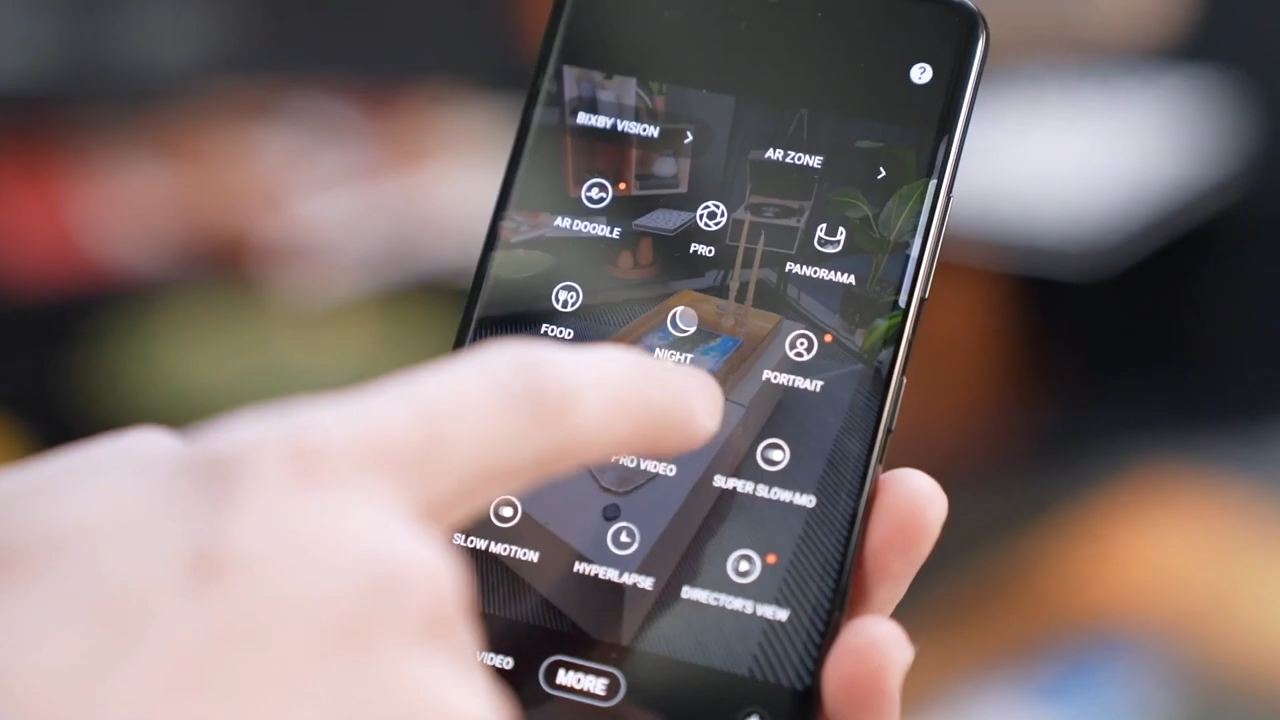 ?
BIXBY VISION
AR ZONE
AR DOODLE
PRO
PANORAMA
FOOD
NIGHT
PORTRAIT
PRO VIDEO
SUPER SLOW-MO
SLOW MOTION
HYPERLAPSE
DIRECTOR'S VIEW
VIDEO
MORE